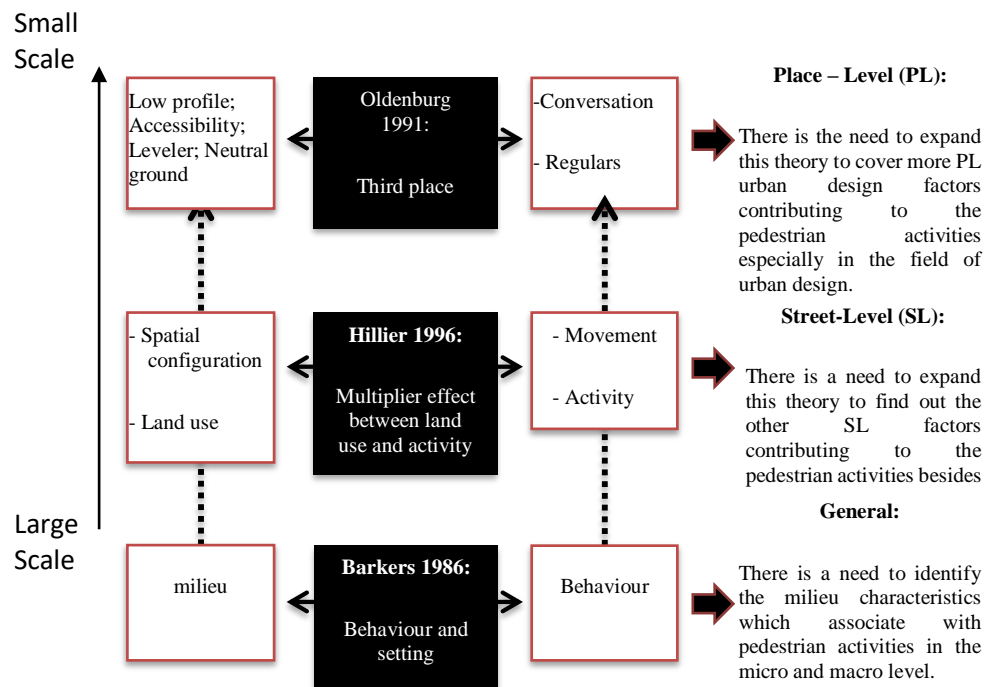 Small
Scale
Low profile;
Accessibility;
Leveler; Neutral
ground
Oldenburg
1991:
Third place
-Conversation
- Regulars
Place – Level (PL):
There is the need to expand
this theory to cover more PL
urban design factors
contributing to the
pedestrian activities
especially in the field of
urban design.
- Spatial
configuration
- Land use
Hillier 1996:
Multiplier effect
between land
use and activity
- Movement
- Activity
Street-Level (SL):
There is a need to expand
this theory to find out the
other SL factors
contributing to the
pedestrian activities besides
Large
Scale
milieu
Barkers 1986:
Behaviour and
setting
Behaviour
General:
There is a need to identify
the milieu characteristics
which associate with
pedestrian activities in the
micro and macro level.